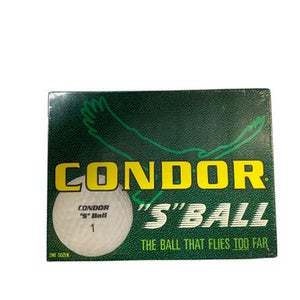 CONDOR®
"S" BALL
CONDOR
"S" Ball
1
THE BALL THAT FLIES TOO FAR
ONE DOZEN